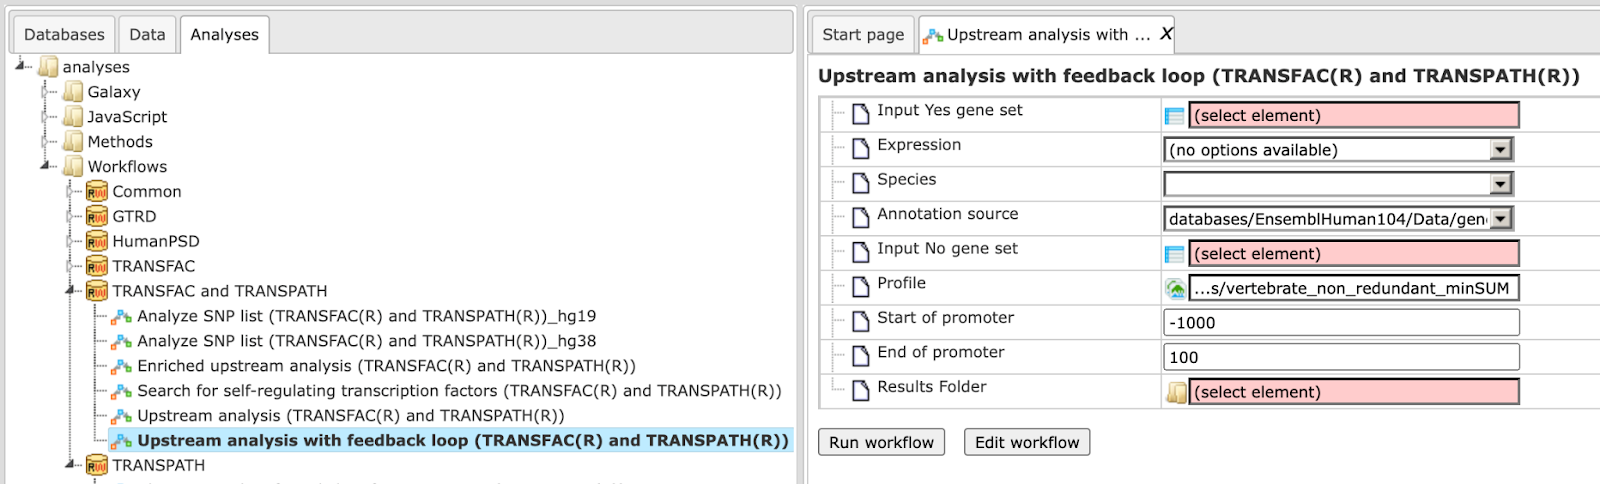 Databases
Data
Analyses
analyses
Galaxy
JavaScript
Methods
Workflows
Common
GTRD
HumanPSD
TRANSFAC
TRANSFAC and TRANSPATH
Analyze SNP list (TRANSFAC(R) and TRANSPATH(R))_hg19
Analyze SNP list (TRANSFAC(R) and TRANSPATH(R))_hg38
Enriched upstream analysis (TRANSFAC(R) and TRANSPATH(R))
Search for self-regulating transcription factors (TRANSFAC(R) and TRANSPATH(R))
Upstream analysis (TRANSFAC(R) and TRANSPATH(R))
Upstream analysis with feedback loop (TRANSFAC(R) and TRANSPATH(R))
TRANSPATH
Start page
Upstream analysis with ... X
Upstream analysis with feedback loop (TRANSFAC(R) and TRANSPATH(R))
Input Yes gene set (select element)
Expression (no options available)
Species
Annotation source databases/EnsemblHuman104/Data/gen
Input No gene set (select element)
Profile ...s/vertebrate_non_redundant_minSUM
Start of promoter -1000
End of promoter 100
Results Folder (select element)
Run workflow
Edit workflow